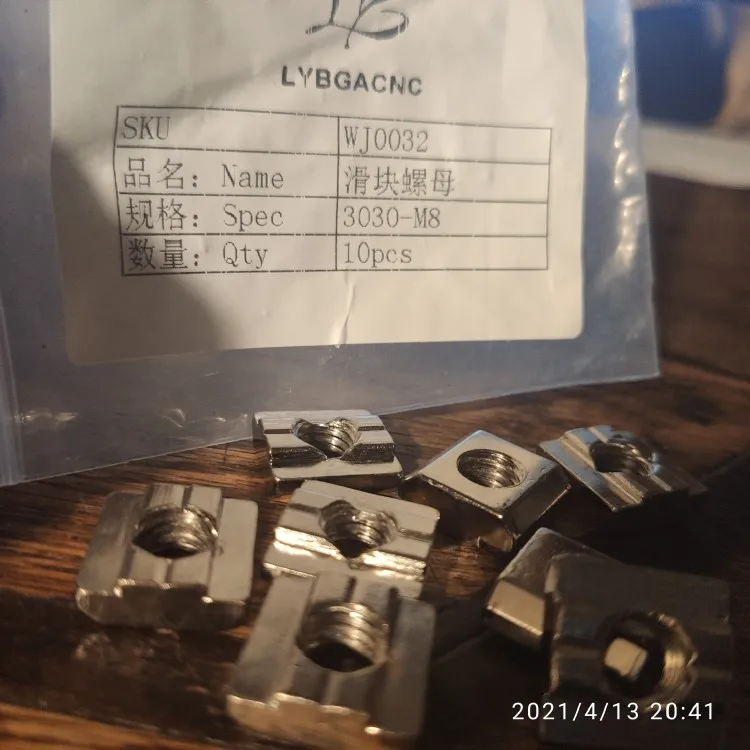 LYBGACNC
SKU WJ0032
品名：Name 滑块螺母
规格：Spec 3030-M8
数量：Qty 10pcs
2021/4/13 20:41